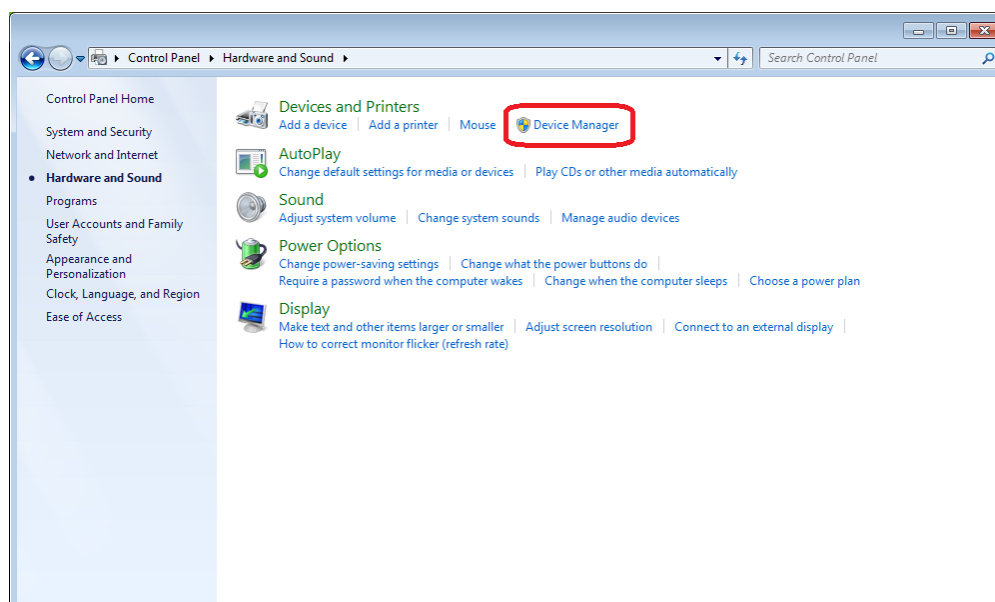 Control Panel Hardware and Sound
Search Control Panel
Control Panel Home
System and Security
Network and Internet
Hardware and Sound
Programs
User Accounts and Family
Safety
Appearance and
Personalization
Clock, Language, and Region
Ease of Access
Devices and Printers
Add a device Add a printer Mouse Device Manager
AutoPlay
Change default settings for media or devices Play CDs or other media automatically
Sound
Adjust system volume Change system sounds Manage audio devices
Power Options
Change power-saving settings Change what the power buttons do
Require a password when the computer wakes Change when the computer sleeps Choose a power plan
Display
Make text and other items larger or smaller Adjust screen resolution Connect to an external display
How to correct monitor flicker (refresh rate)